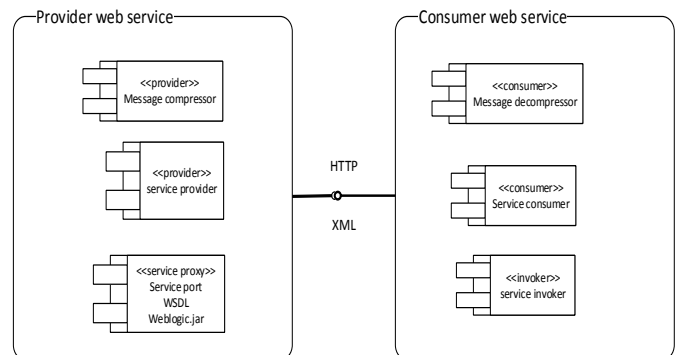 Provider web service
<<provider>>
Message compressor
<<provider>>
service provider
<<service proxy>>
Service port
WSDL
Weblogic.jar
HTTP
XML
Consumer web service
<<consumer>>
Message decompressor
<<consumer>>
Service consumer
<<invoker>>
service invoker